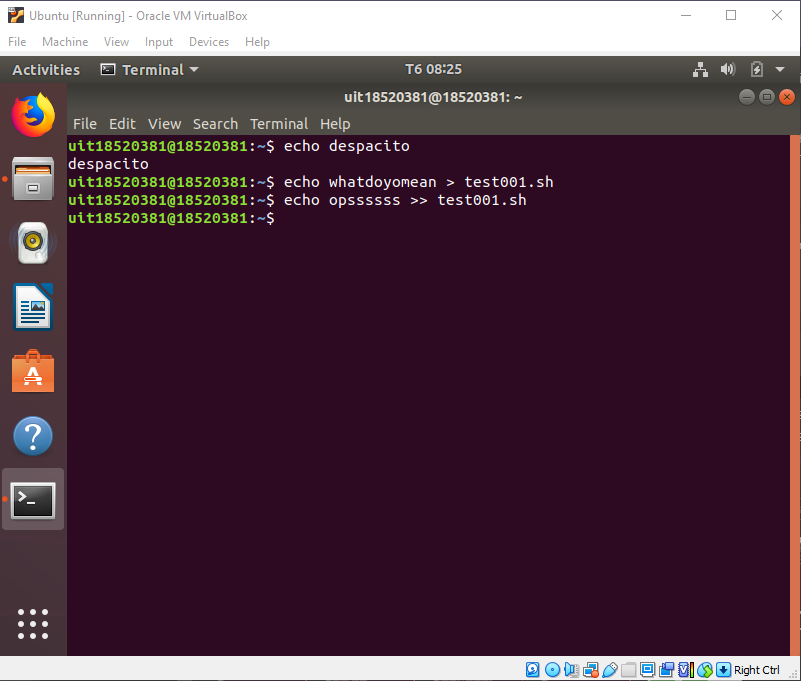 Ubuntu [Running] - Oracle VM VirtualBox
File Machine View Input Devices Help
Activities Terminal T6 08:25
uit18520381@18520381: ~
File Edit View Search Terminal Help
uit18520381@18520381:~$ echo despacito
despacito
uit18520381@18520381:~$ echo whatdoyomean > test001.sh
uit18520381@18520381:~$ echo opssssss >> test001.sh
uit18520381@18520381:~$
Right Ctrl